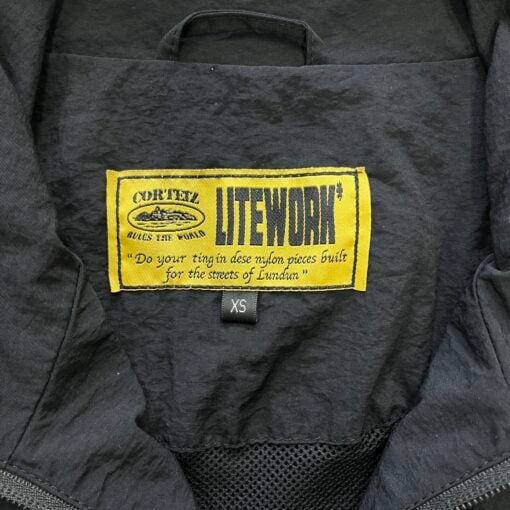 CORTEIZ
RULES THE WORLD
LITEWORK
"Do your ting in dese nylon pieces built
for the streets of Lundun"
XS